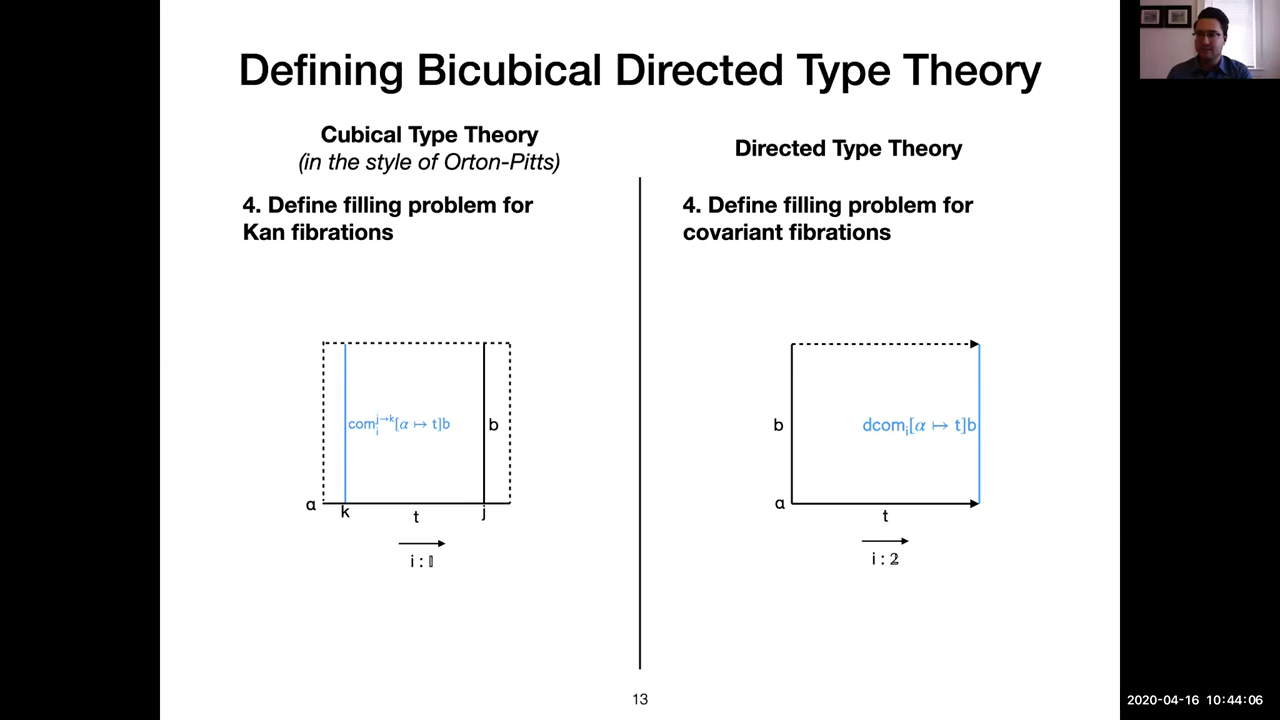 Defining Bicubical Directed Type Theory
Cubical Type Theory
(in the style of Orton-Pitts)
4. Define filling problem for
Kan fibrations
α
k
t
j
b
com_i^{j→k}[α ↦ t]b
i : 𝕀
Directed Type Theory
4. Define filling problem for
covariant fibrations
b
dcom_i[α ↦ t]b
α
t
i : 𝟚
13
2020-04-16 10:44:06